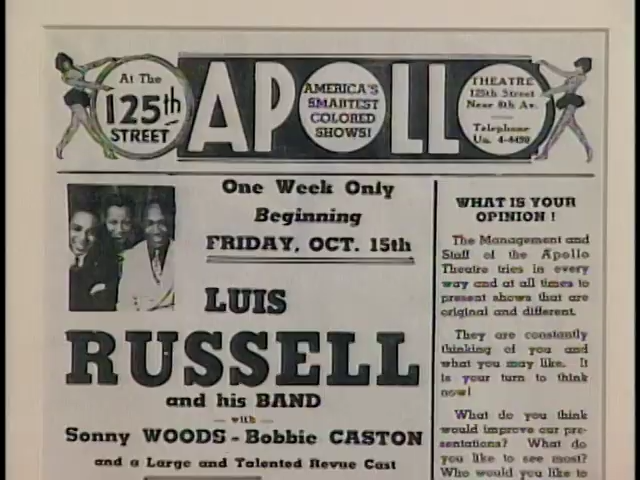 At The
125th
STREET
APOLLO
AMERICA'S
SMARTEST
COLORED
SHOWS!
THEATRE
125th Street
Near 8th Av.
Telephone
Un. 4-4490
One Week Only
Beginning
FRIDAY, OCT. 15th
LUIS
RUSSELL
and his BAND
— with —
Sonny WOODS - Bobbie CASTON
and a Large and Talented Revue Cast
WHAT IS YOUR
OPINION !
The Management and
Staff of the Apollo
Theatre tries in every
way and at all times to
present shows that are
original and different.
They are constantly
thinking of you and
what you may like. It
is your turn to think
now!
What do you think
would improve our pre-
sentations? What do
you like to see most?
Who would you like to